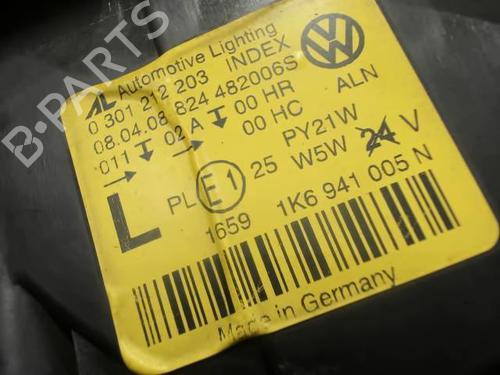 AL Automotive Lighting
0 301 212 203 INDEX
08.04.08 824 482006S
011 02 A 00 HR ALN
00 HC
PY21W
PL E1 25 W5W 24 V
L
1659 1K6 941 005 N
Made in Germany
VW
B-PARTS